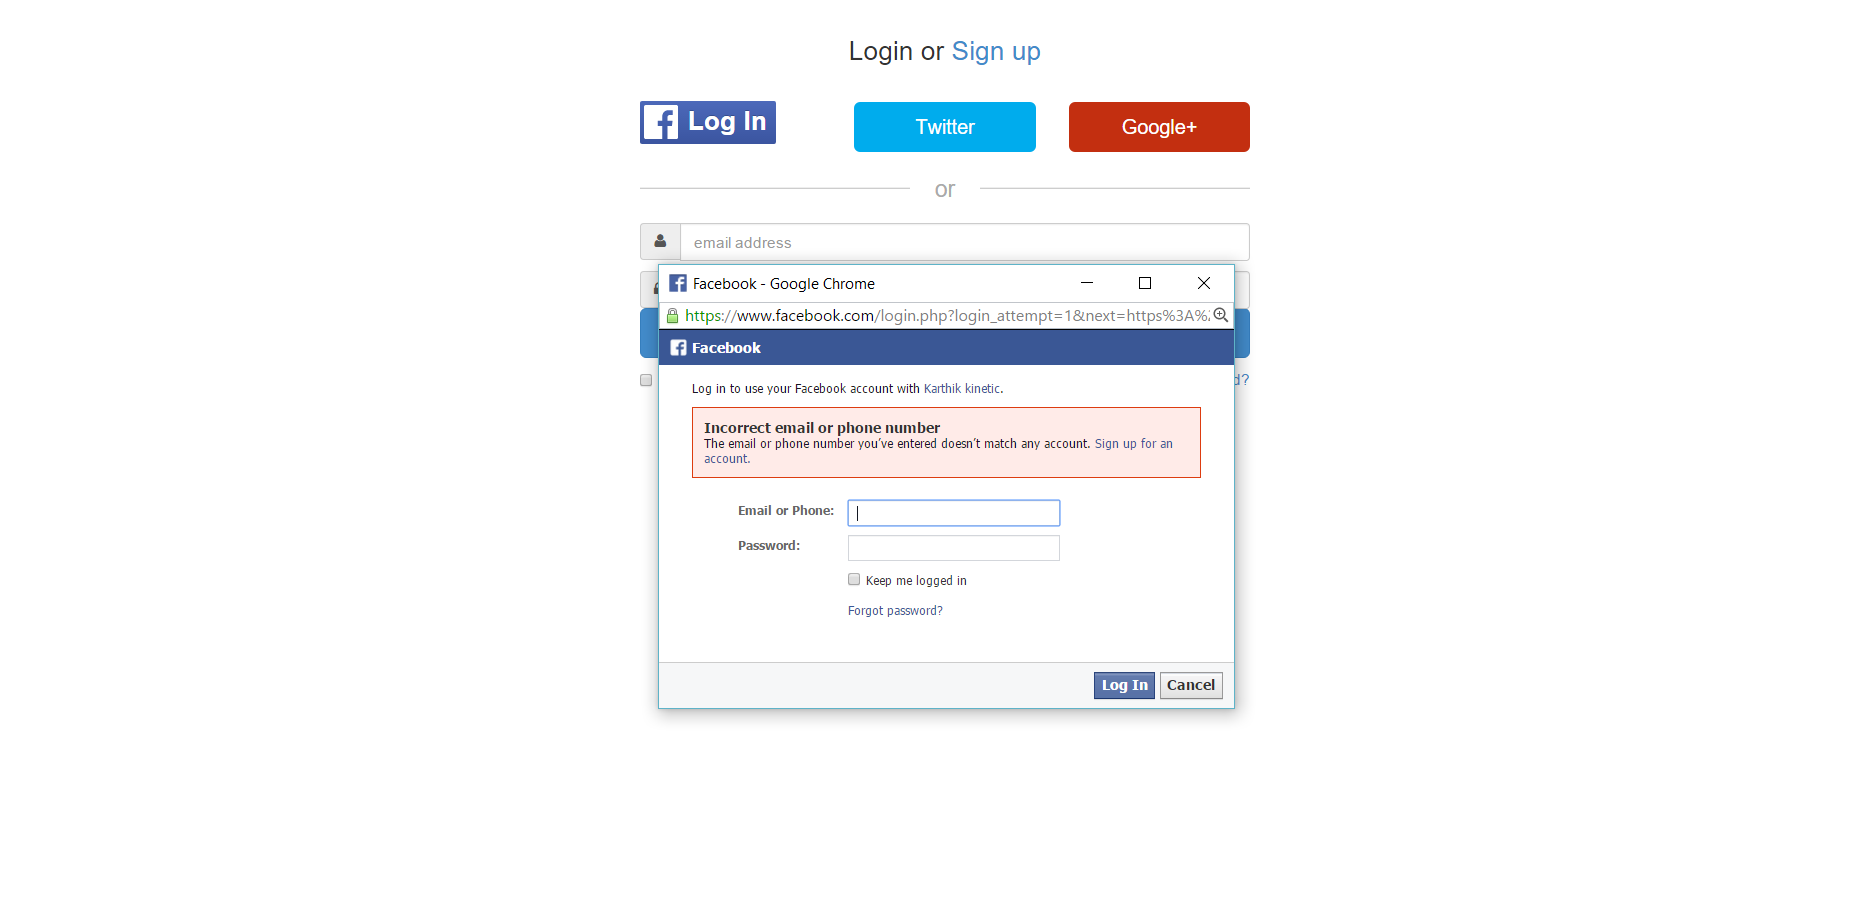 Login or Sign up
Log In
Twitter
Google+
or
email address
Facebook - Google Chrome
https://www.facebook.com/login.php?login_attempt=1&next=https%3A%2
Facebook
d?
Log in to use your Facebook account with Karthik kinetic.
Incorrect email or phone number
The email or phone number you've entered doesn't match any account. Sign up for an
account.
Email or Phone:
Password:
Keep me logged in
Forgot password?
Log In Cancel